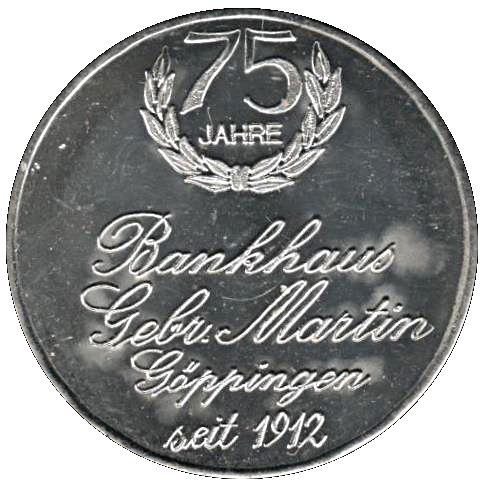 75
JAHRE
Bankhaus
Gebr. Martin
Göppingen
seit 1912